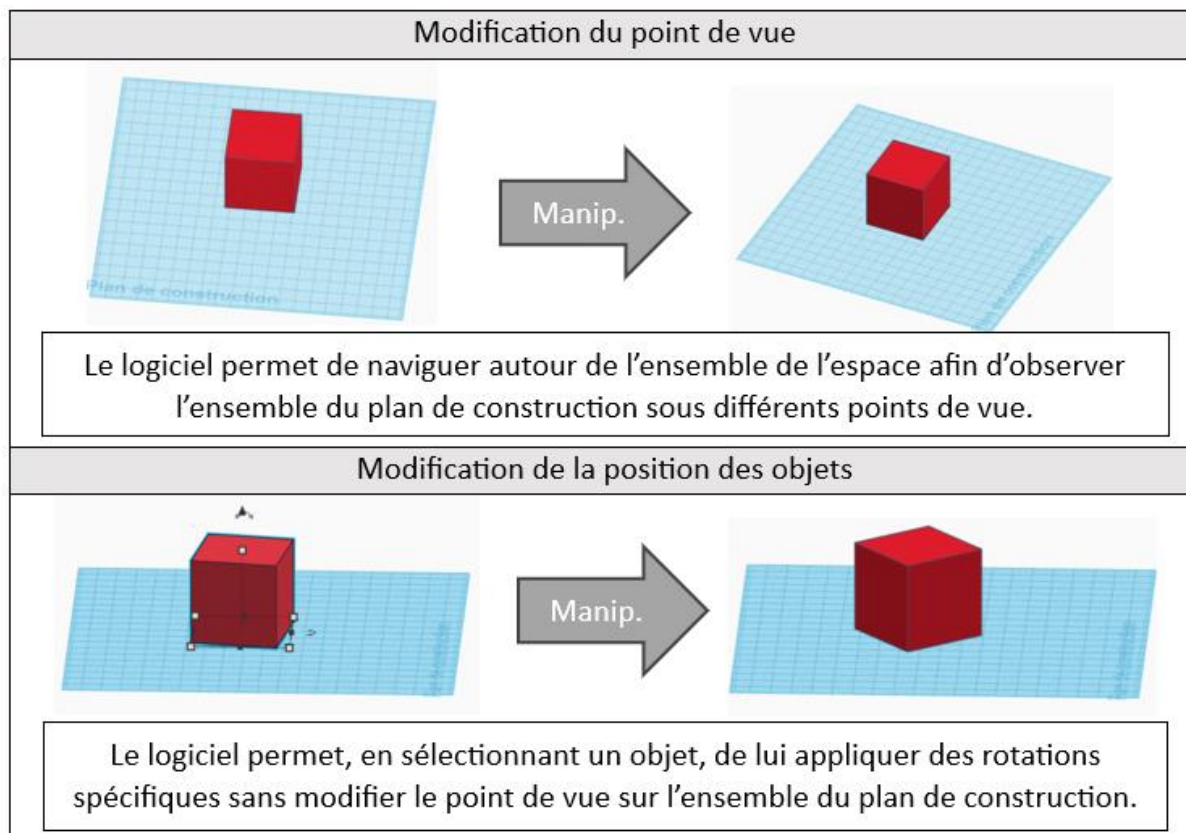 Modification du point de vue
Plan de construction
Manip.
Plan de construction
Le logiciel permet de naviguer autour de l'ensemble de l'espace afin d'observer
l'ensemble du plan de construction sous différents points de vue.
Modification de la position des objets
Manip.
Le logiciel permet, en sélectionnant un objet, de lui appliquer des rotations
spécifiques sans modifier le point de vue sur l'ensemble du plan de construction.